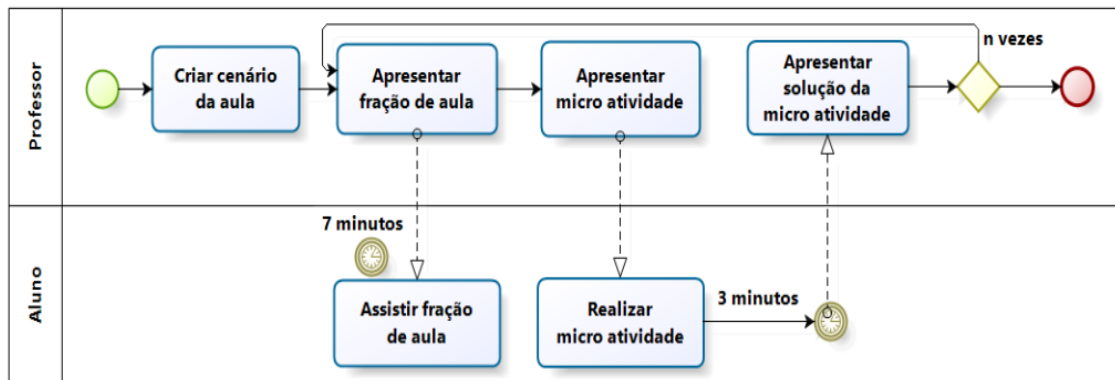 Professor
Criar cenário
da aula
Apresentar
fração de aula
Apresentar
micro atividade
Apresentar
solução da
micro atividade
n vezes
Aluno
7 minutos
Assistir fração
de aula
Realizar
micro atividade
3 minutos